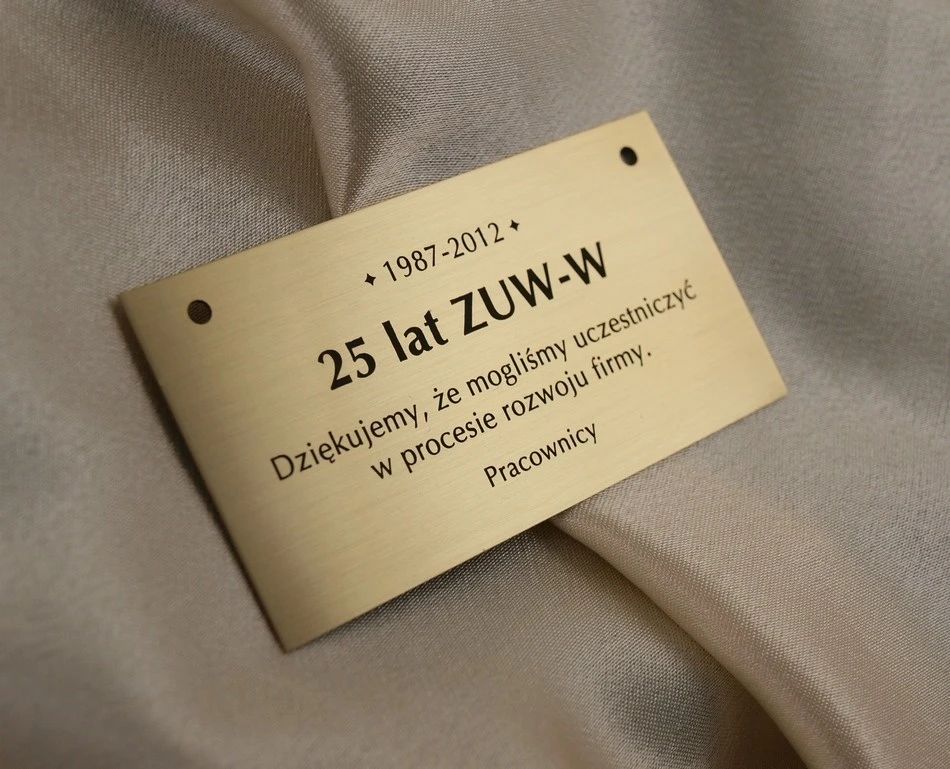 ✦ 1987-2012 ✦
25 lat ZUW-W
Dziękujemy, że mogliśmy uczestniczyć
w procesie rozwoju firmy.
Pracownicy